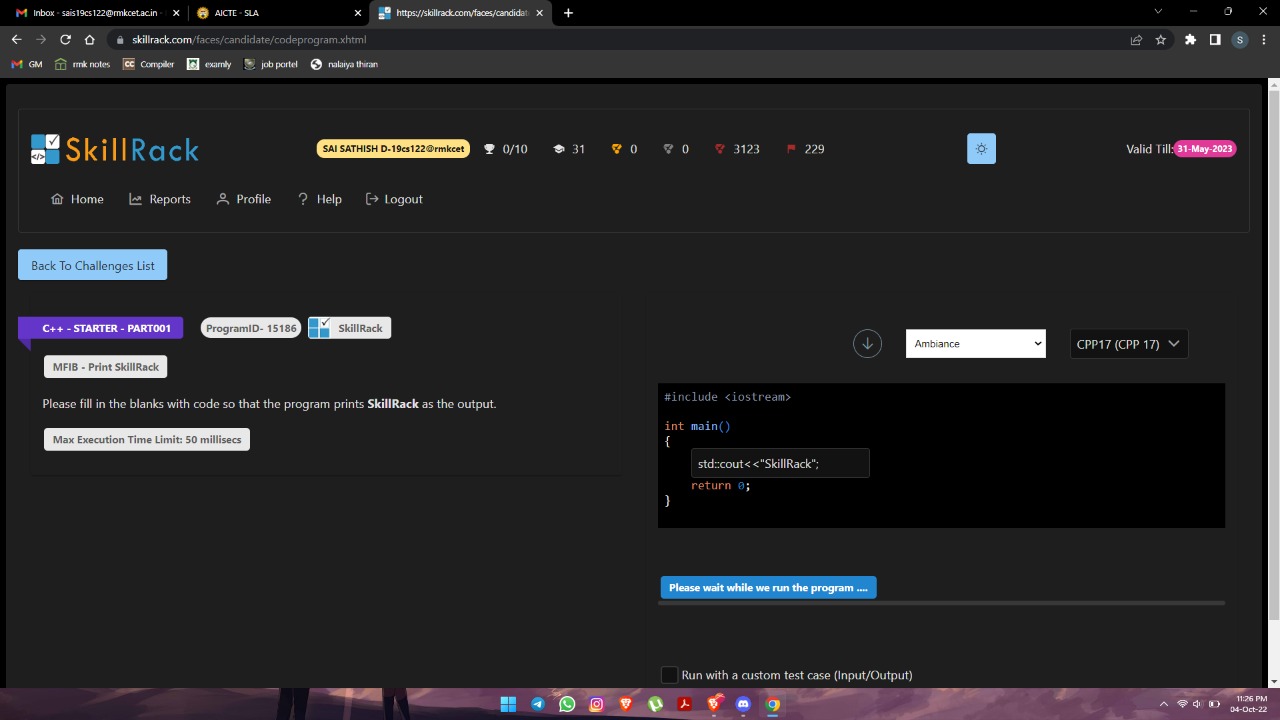 Inbox - sais19cs122@rmkcet.ac.in -
AICTE - SLA
https://skillrack.com/faces/candidat
skillrack.com/faces/candidate/codeprogram.xhtml
S
GM
rmk notes
CC Compiler
examly
job portel
nalaiya thiran
</> SkillRack
SAI SATHISH D-19cs122@rmkcet
0/10
31
0
0
3123
229
Valid Till: 31-May-2023
Home
Reports
Profile
? Help
Logout
Back To Challenges List
C++ - STARTER - PART001
ProgramID- 15186
SkillRack
MFIB - Print SkillRack
Please fill in the blanks with code so that the program prints SkillRack as the output.
Max Execution Time Limit: 50 millisecs
Ambiance
CPP17 (CPP 17)
#include <iostream>
int main()
{
std::cout<<"SkillRack";
return 0;
}
Please wait while we run the program ....
Run with a custom test case (Input/Output)
11:26 PM
04-Oct-22